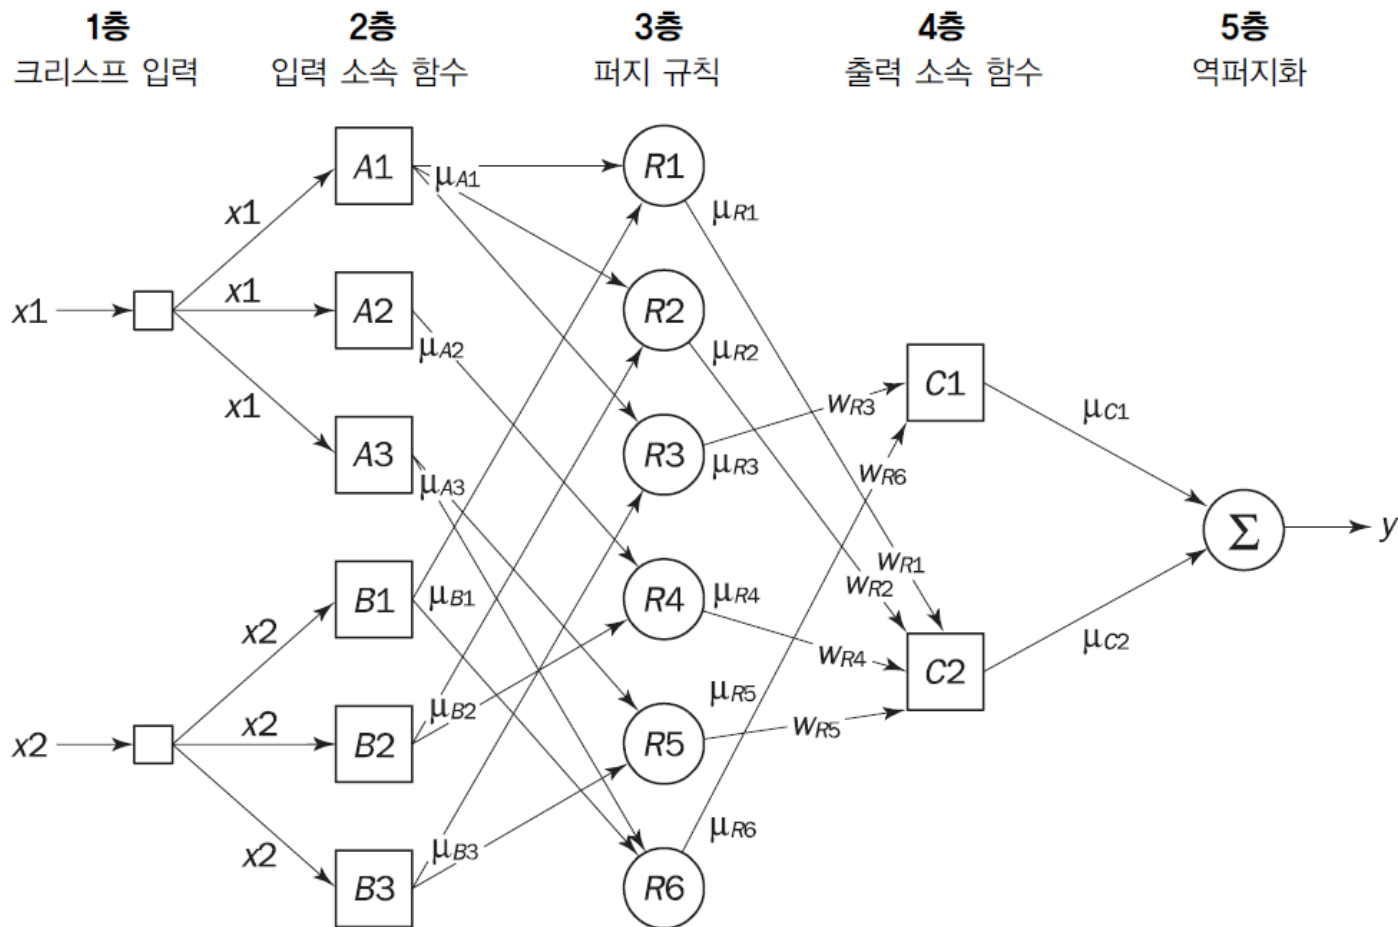 1층 2층 3층 4층 5층
크리스프 입력 입력 소속 함수 퍼지 규칙 출력 소속 함수 역퍼지화
A1 R1
μA1
x1 μR1
x1 x1 A2 R2
μA2 μR2
x1 C1
wR3 μC1
A3 R3 μR3
μA3 wR6
Σ y
wR1
B1 μB1 R4 μR4 wR2
x2 wR4 μC2
C2
μB2 μR5
x2 x2 B2 R5 wR5
μR6
x2 μB3
B3 R6